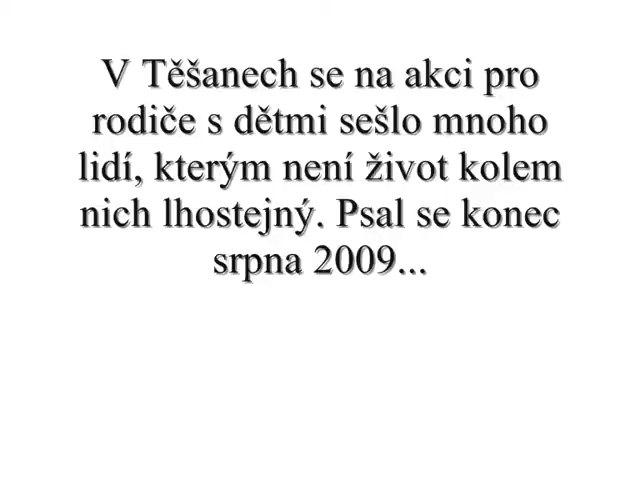 V Těšanech se na akci pro
rodiče s dětmi sešlo mnoho
lidí, kterým není život kolem
nich lhostejný. Psal se konec
srpna 2009...